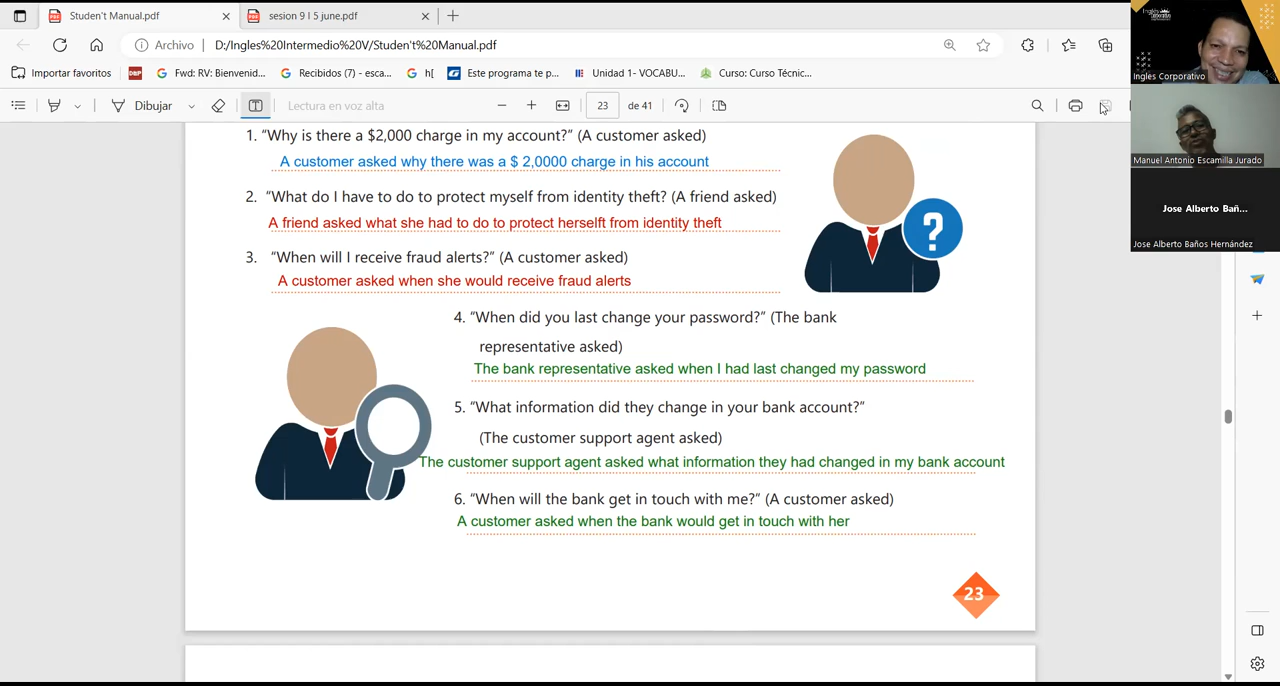 Studen't Manual.pdf
sesion 9 I 5 june.pdf
Archivo
D:/Ingles%20Intermedio%20V/Studen't%20Manual.pdf
Importar favoritos
Fwd: RV: Bienvenid...
Recibidos (7) - esca...
h[
Este programa te p...
Unidad 1- VOCABU...
Curso: Curso Técnic...
Dibujar
Lectura en voz alta
23
de 41
Inglés Corporativo
Manuel Antonio Escamilla Jurado
Jose Alberto Bañ...
Jose Alberto Baños Hernández
1. “Why is there a $2,000 charge in my account?” (A customer asked)
A customer asked why there was a $ 2,0000 charge in his account
2. “What do I have to do to protect myself from identity theft? (A friend asked)
A friend asked what she had to do to protect herselft from identity theft
3. “When will I receive fraud alerts?” (A customer asked)
A customer asked when she would receive fraud alerts
?
4. “When did you last change your password?” (The bank
representative asked)
The bank representative asked when I had last changed my password
5. “What information did they change in your bank account?”
(The customer support agent asked)
The customer support agent asked what information they had changed in my bank account
6. “When will the bank get in touch with me?” (A customer asked)
A customer asked when the bank would get in touch with her
23